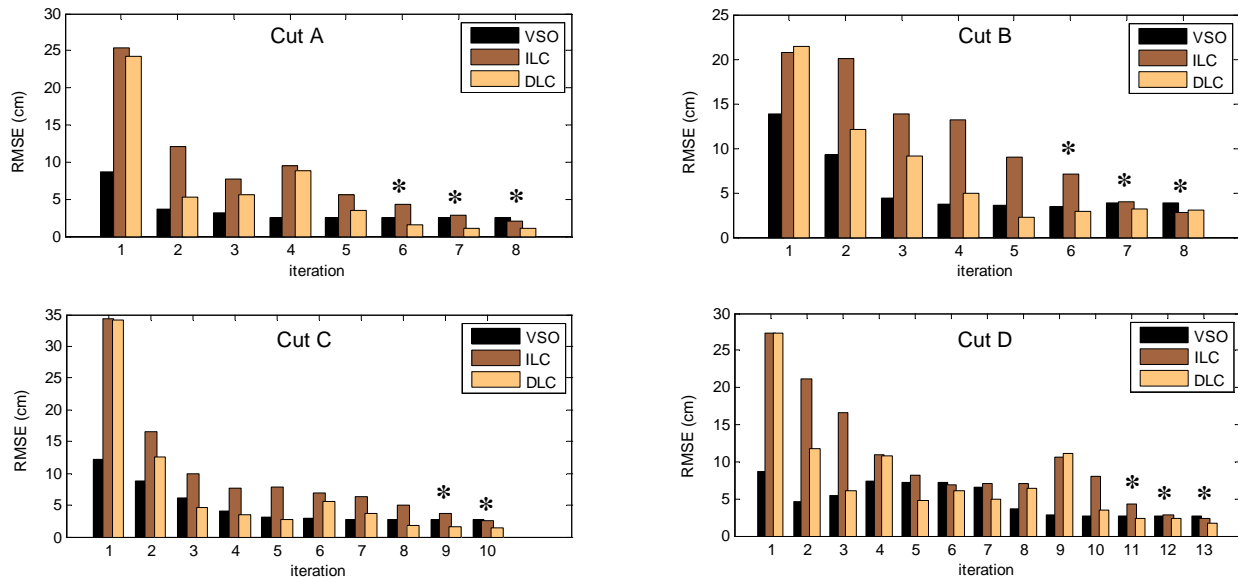 Cut A
VSO
ILC
DLC
RMSE (cm)
30
25
20
15
10
5
0
* * *
1 2 3 4 5 6 7 8
iteration
Cut B
VSO
ILC
DLC
RMSE (cm)
25
20
15
10
5
0
* * *
1 2 3 4 5 6 7 8
iteration
Cut C
VSO
ILC
DLC
RMSE (cm)
35
30
25
20
15
10
5
0
* *
1 2 3 4 5 6 7 8 9 10
iteration
Cut D
VSO
ILC
DLC
RMSE (cm)
30
25
20
15
10
5
0
* * *
1 2 3 4 5 6 7 8 9 10 11 12 13
iteration